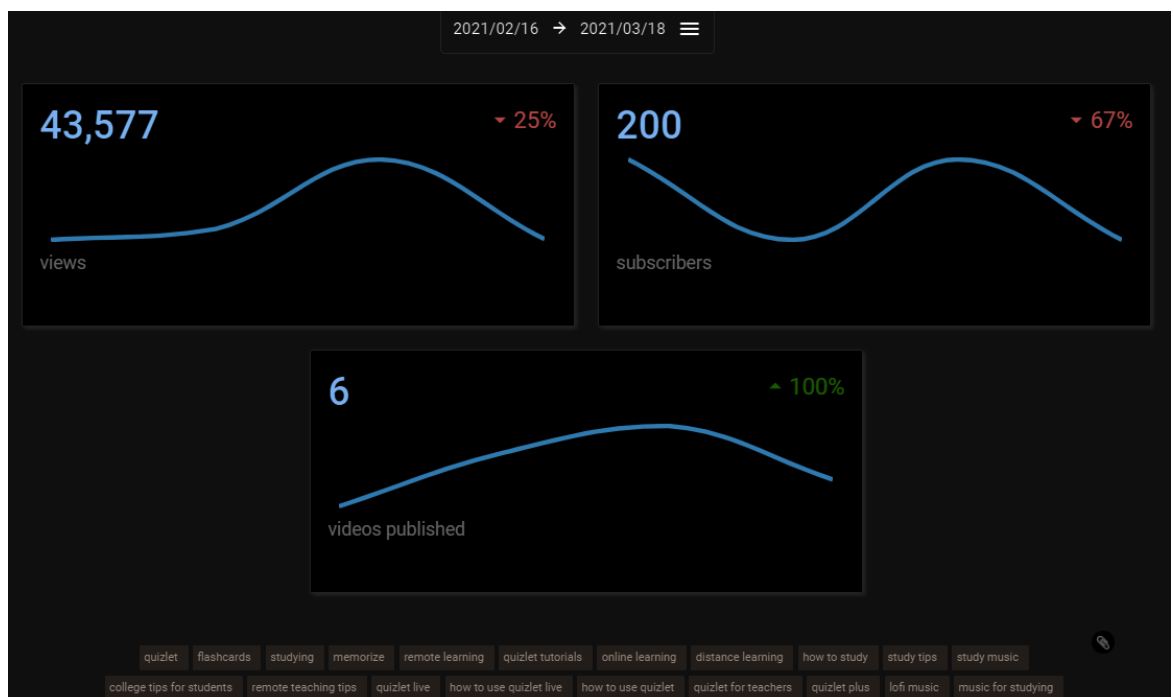 2021/02/16 → 2021/03/18
43,577 ▼ 25%
views
200 ▼ 67%
subscribers
6 ▲ 100%
videos published
quizlet flashcards studying memorize remote learning quizlet tutorials online learning distance learning how to study study tips study music
college tips for students remote teaching tips quizlet live how to use quizlet live how to use quizlet quizlet for teachers quizlet plus lofi music music for studying